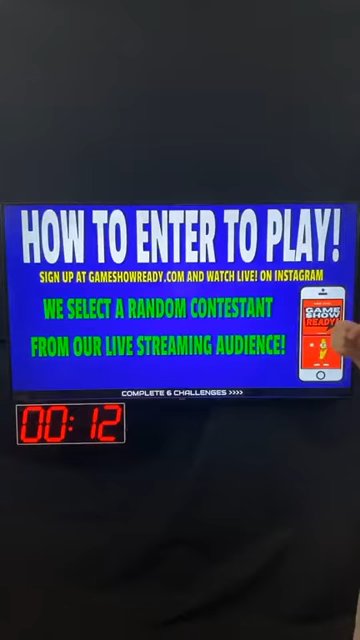 HOW TO ENTER TO PLAY!
SIGN UP AT GAMESHOWREADY.COM AND WATCH LIVE! ON INSTAGRAM
WE SELECT A RANDOM CONTESTANT
FROM OUR LIVE STREAMING AUDIENCE!
GAME
SHOW
READY
COMPLETE 6 CHALLENGES >>>>
00:12